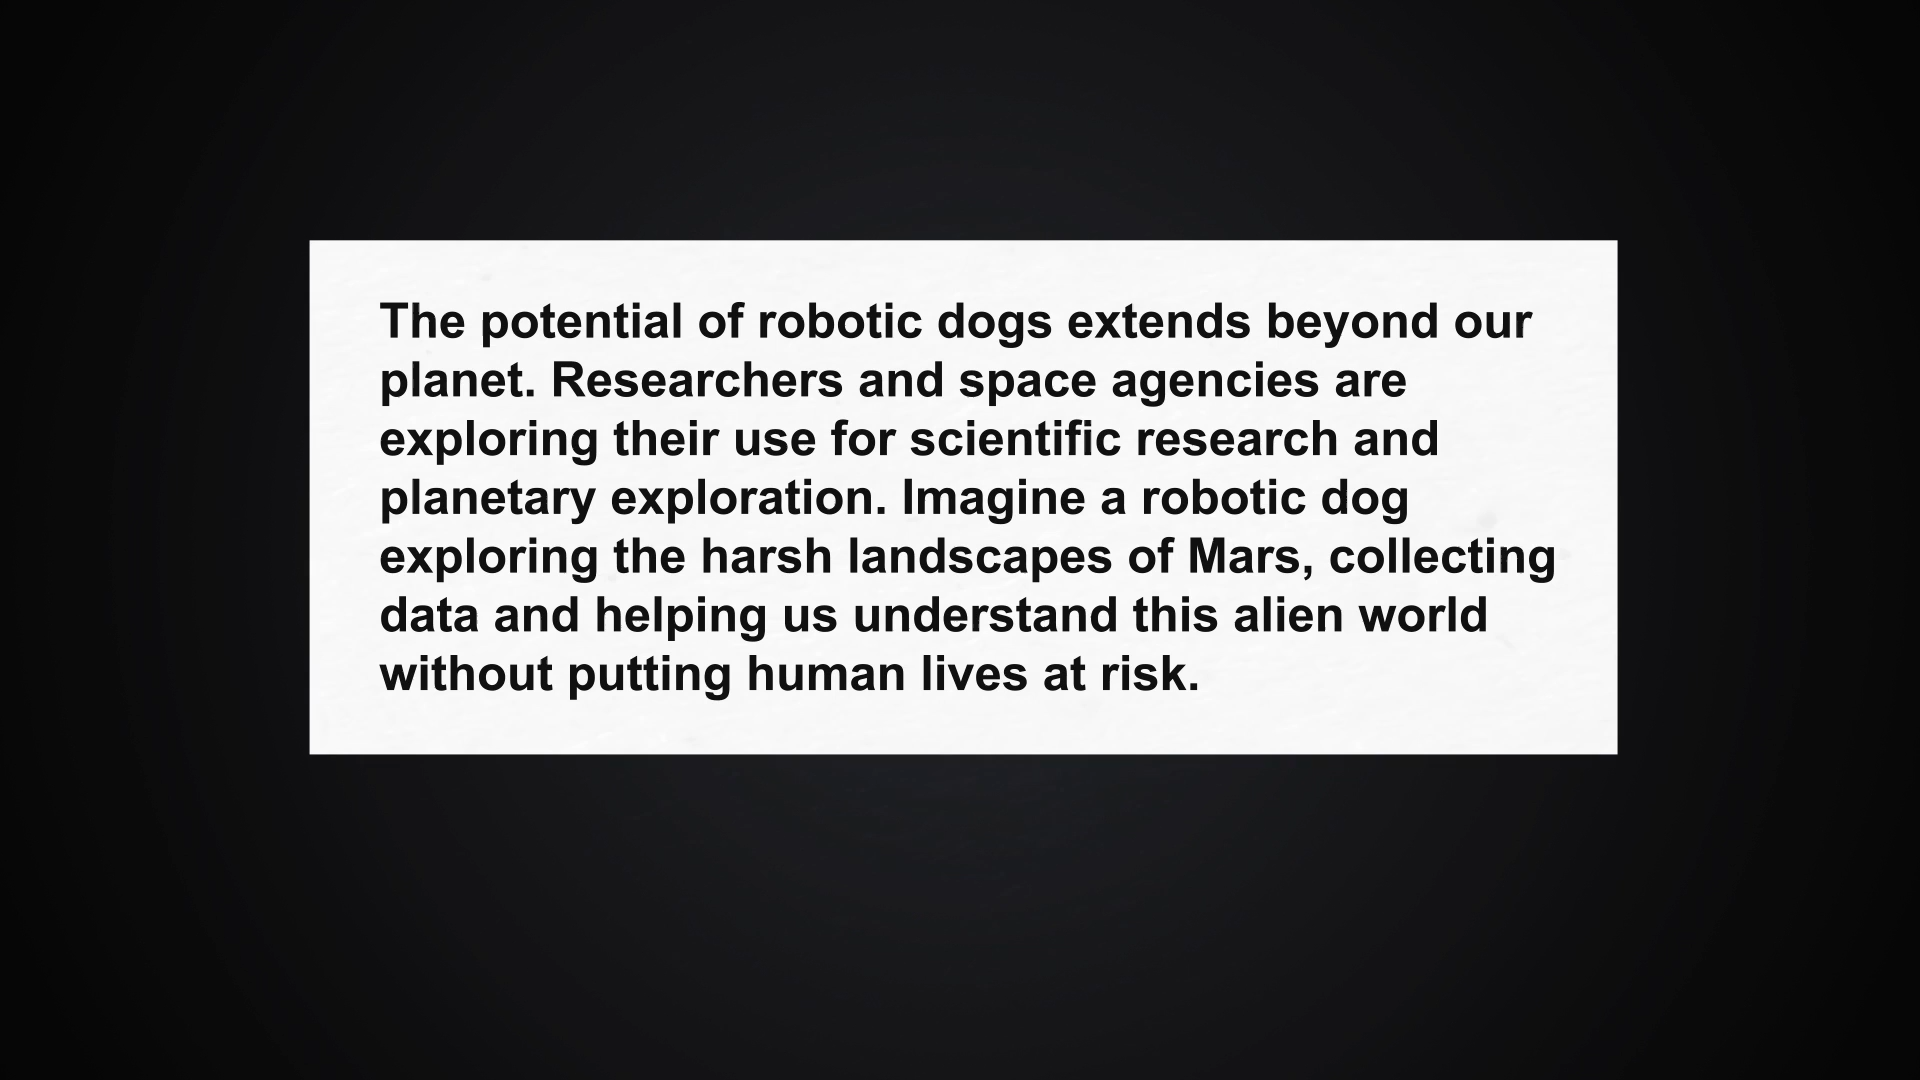 The potential of robotic dogs extends beyond our
planet. Researchers and space agencies are
exploring their use for scientific research and
planetary exploration. Imagine a robotic dog
exploring the harsh landscapes of Mars, collecting
data and helping us understand this alien world
without putting human lives at risk.